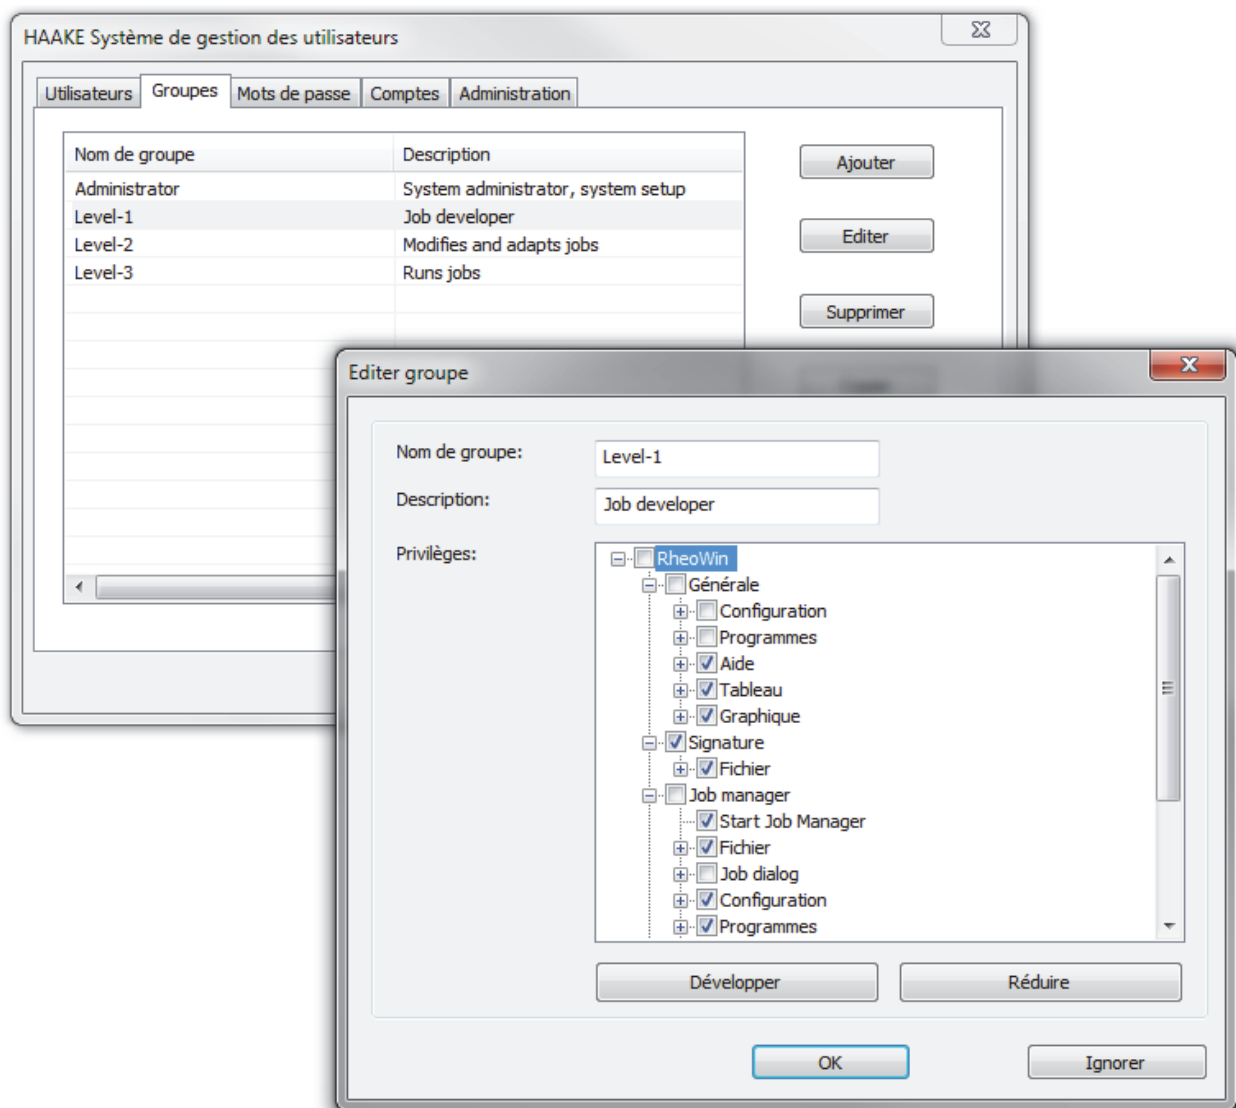 HAAKE Système de gestion des utilisateurs
Utilisateurs Groupes Mots de passe Comptes Administration
Nom de groupe Description
Administrator System administrator, system setup
Level-1 Job developer
Level-2 Modifies and adapts jobs
Level-3 Runs jobs
Ajouter
Editer
Supprimer
Editer groupe
Nom de groupe: Level-1
Description: Job developer
Privilèges:
RheoWin
Générale
Configuration
Programmes
Aide
Tableau
Graphique
Signature
Fichier
Job manager
Start Job Manager
Fichier
Job dialog
Configuration
Programmes
Développer Réduire
OK Ignorer